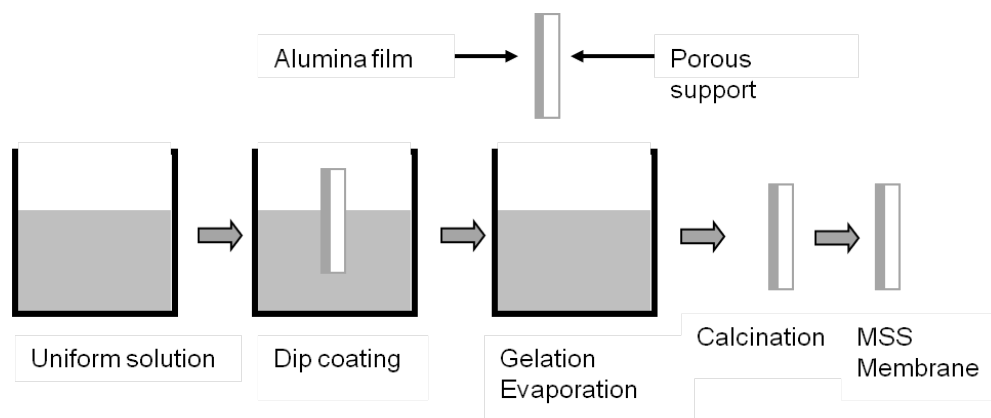 Alumina film
Porous
support
Uniform solution
Dip coating
Gelation
Evaporation
Calcination
MSS
Membrane